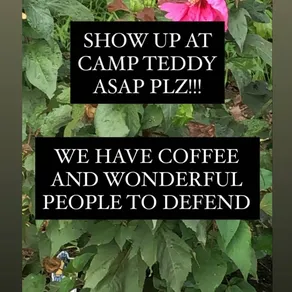 SHOW UP AT
CAMP TEDDY
ASAP PLZ!!!
WE HAVE COFFEE
AND WONDERFUL
PEOPLE TO DEFEND